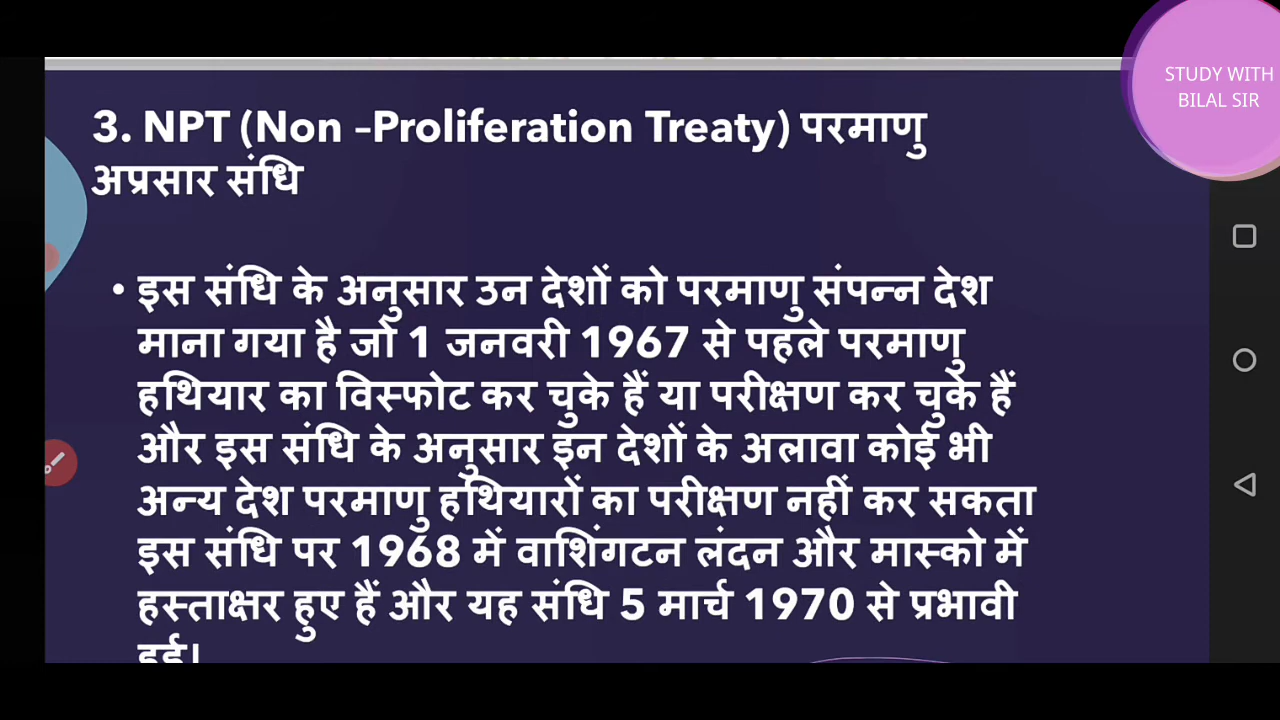 STUDY WITH
BILAL SIR
3. NPT (Non –Proliferation Treaty) परमाणु
अप्रसार संधि
• इस संधि के अनुसार उन देशों को परमाणु संपन्न देश
माना गया है जो 1 जनवरी 1967 से पहले परमाणु
हथियार का विस्फोट कर चुके हैं या परीक्षण कर चुके हैं
और इस संधि के अनुसार इन देशों के अलावा कोई भी
अन्य देश परमाणु हथियारों का परीक्षण नहीं कर सकता
इस संधि पर 1968 में वाशिंगटन लंदन और मास्को में
हस्ताक्षर हुए हैं और यह संधि 5 मार्च 1970 से प्रभावी
हुई।